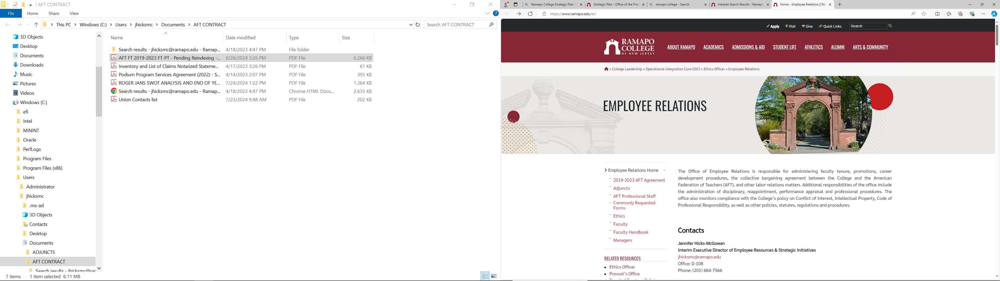 AFT CONTRACT
File Home Share View
This PC > Windows (C:) > Users > jhicksmc > Documents > AFT CONTRACT
Search AFT CONTRACT
3D Objects
Desktop
Documents
Downloads
Music
Pictures
Videos
Windows (C:)
efi
Intel
MININT
Oracle
PerfLogs
Program Files
Program Files (x86)
Users
Administrator
jhicksmc
.ms-ad
3D Objects
Contacts
Desktop
Documents
ADJUNCTS
AFT CONTRACT
Search results - jhicksmc@rar
Name Date modified Type Size
Search results - jhicksmc@ramapo.edu - Ramap... 4/18/2023 4:47 PM File folder
AFT FT 2019-2023 FT-PT - Pending Reindexing -... 8/26/2024 3:26 PM PDF File 6,266 KB
Inventory and List of Claims Notarized Stateme... 4/17/2023 3:26 PM PDF File 61 KB
Podium Program Services Agreement (2022) - S... 4/14/2023 2:07 PM PDF File 395 KB
ROGER JANS SWOT ANALYSIS AND END OF YE... 7/24/2024 1:22 PM PDF File 1,364 KB
Search results - jhicksmc@ramapo.edu - Ramap... 4/18/2023 4:47 PM Chrome HTML Docu... 2,633 KB
Union Contacts list 7/23/2024 9:48 AM PDF File 202 KB
7 items 1 item selected 6.11 MB
Ramapo College Strategic Plan - S
Strategic Plan - Office of the Pres
ramapo college - Search
Intranet Search Results - Ramapo
Home - Employee Relations || Ran
https://www.ramapo.edu/er/
Apply Visit Give Quick Links Search
RAMAPO
COLLEGE
OF NEW JERSEY
ABOUT RAMAPO ACADEMICS ADMISSIONS & AID STUDENT LIFE ATHLETICS ALUMNI ARTS & COMMUNITY
» College Leadership » Operational Integration Core (OIC) » Ethics Officer » Employee Relations
EMPLOYEE RELATIONS
Employee Relations Home -
- 2019-2023 AFT Agreement
- Adjuncts
- AFT Professional Staff
- Commonly Requested
Forms
- Ethics
- Faculty
- Faculty Handbook
- Managers
RELATED RESOURCES
• Ethics Officer
• Provost's Office
The Office of Employee Relations is responsible for administering faculty tenure, promotions, career
development procedures, the collective bargaining agreement between the College and the American
Federation of Teachers (AFT), and other labor relations matters. Additional responsibilities of the office include
the administration of disciplinary, reappointment, performance appraisal and professional procedures. The
office also monitors compliance with the College's policy on Conflict of Interest, Intellectual Property, Code of
Professional Responsibility, as well as other policies, statutes, regulations and procedures.
Contacts
Jennifer Hicks-McGowan
Interim Executive Director of Employee Resources & Strategic Initiatives
jhicksmc@ramapo.edu
Office: D-108
Phone: (201) 684-7566